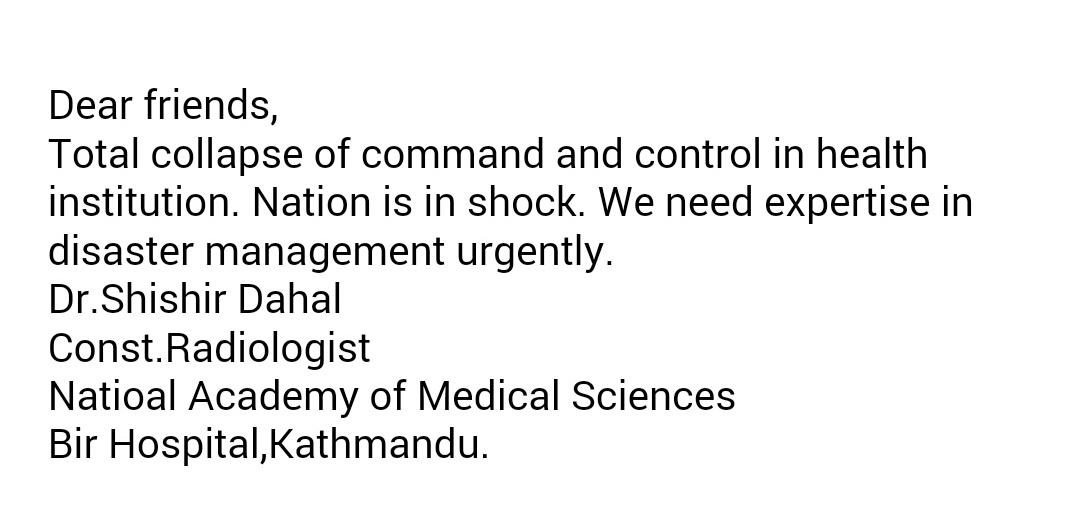 Dear friends,
Total collapse of command and control in health
institution. Nation is in shock. We need expertise in
disaster management urgently.
Dr.Shishir Dahal
Const.Radiologist
Natioal Academy of Medical Sciences
Bir Hospital,Kathmandu.